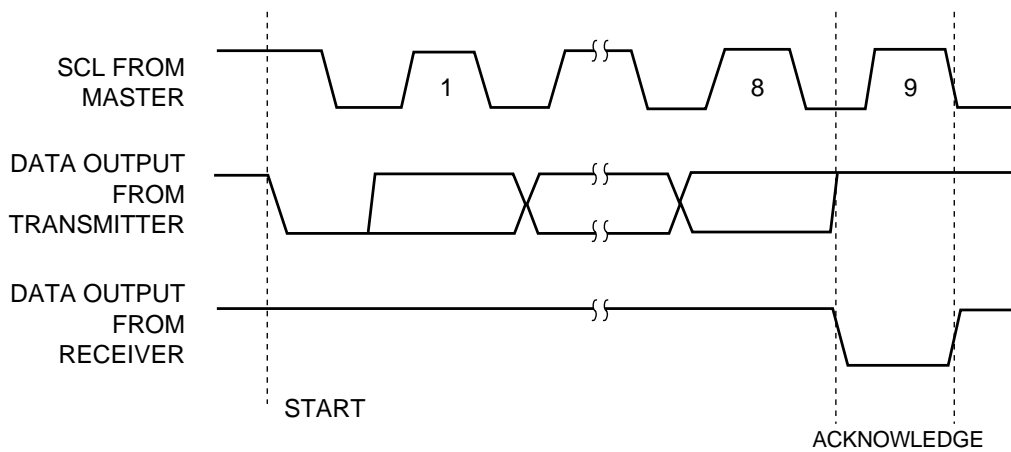 SCL FROM
MASTER
1
8
9
DATA OUTPUT
FROM
TRANSMITTER
DATA OUTPUT
FROM
RECEIVER
START
ACKNOWLEDGE